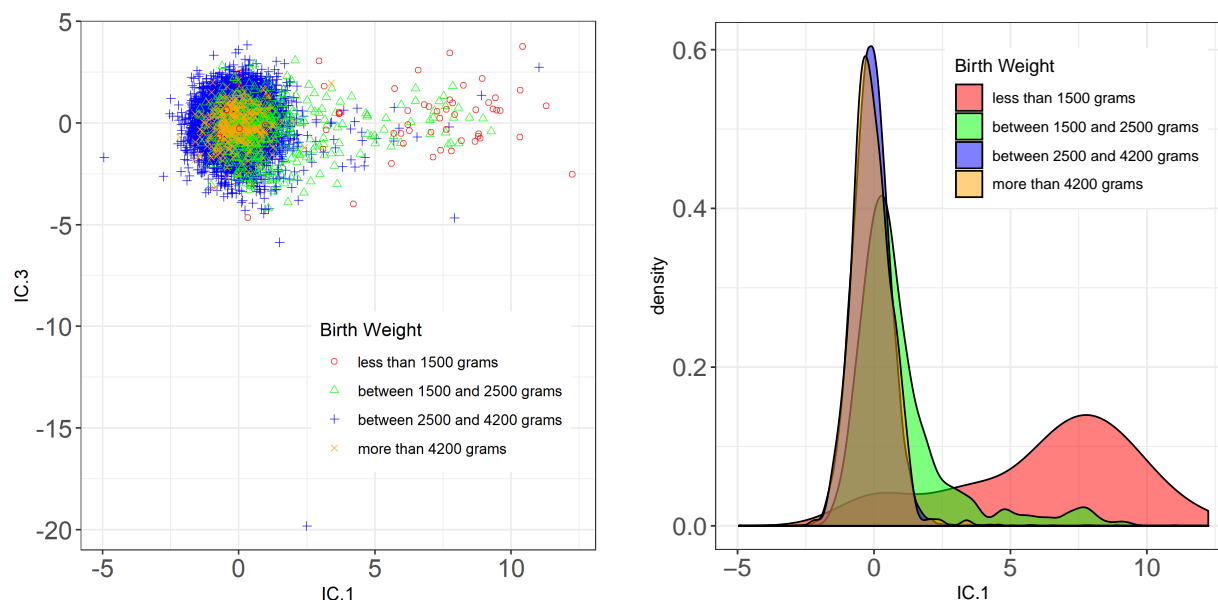 5
0
-5
-10
-15
-20
IC.3
-5
0
5
10
IC.1
Birth Weight
less than 1500 grams
between 1500 and 2500 grams
between 2500 and 4200 grams
more than 4200 grams
0.6
0.4
0.2
0.0
density
−5
0
5
10
IC.1
Birth Weight
less than 1500 grams
between 1500 and 2500 grams
between 2500 and 4200 grams
more than 4200 grams